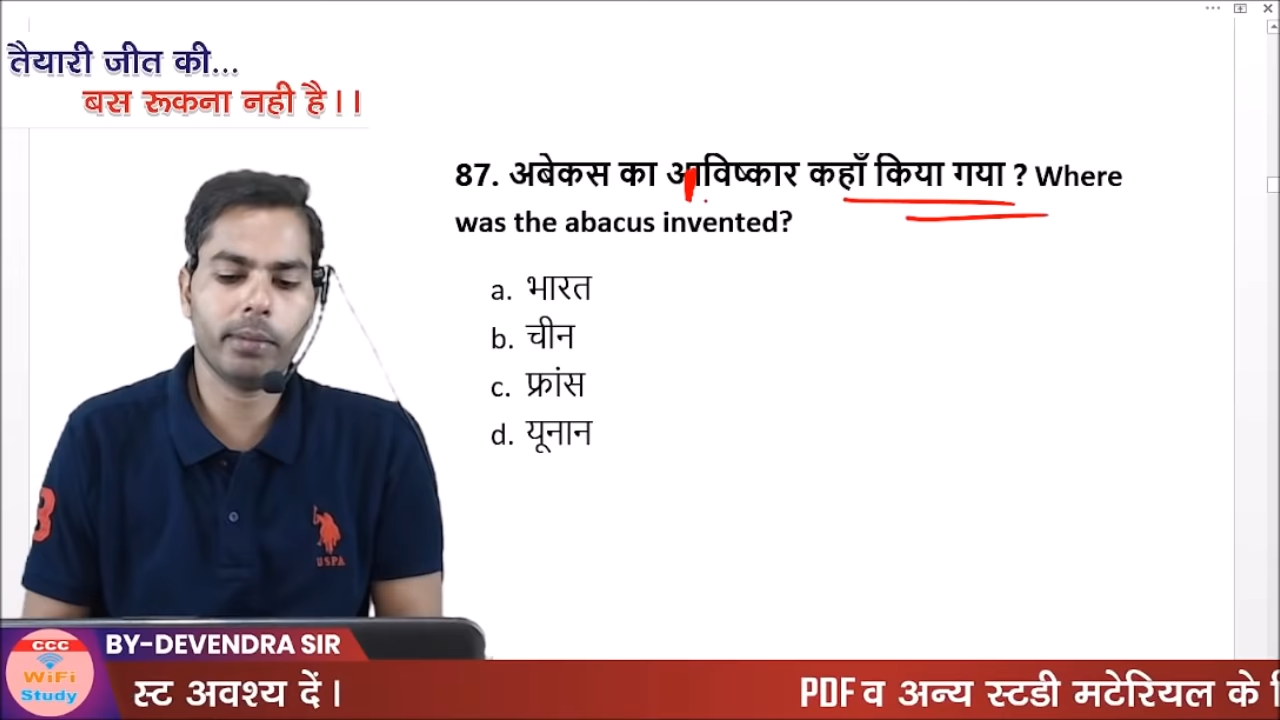 तैयारी जीत की...
बस रूकना नही है।।
87. अबेकस का आविष्कार कहाँ किया गया ? Where
was the abacus invented?
a. भारत
b. चीन
c. फ्रांस
d. यूनान
3
USPA
BY-DEVENDRA SIR
CCC
WiFi
Study
स्ट अवश्य दें।
PDF व अन्य स्टडी मटेरियल के